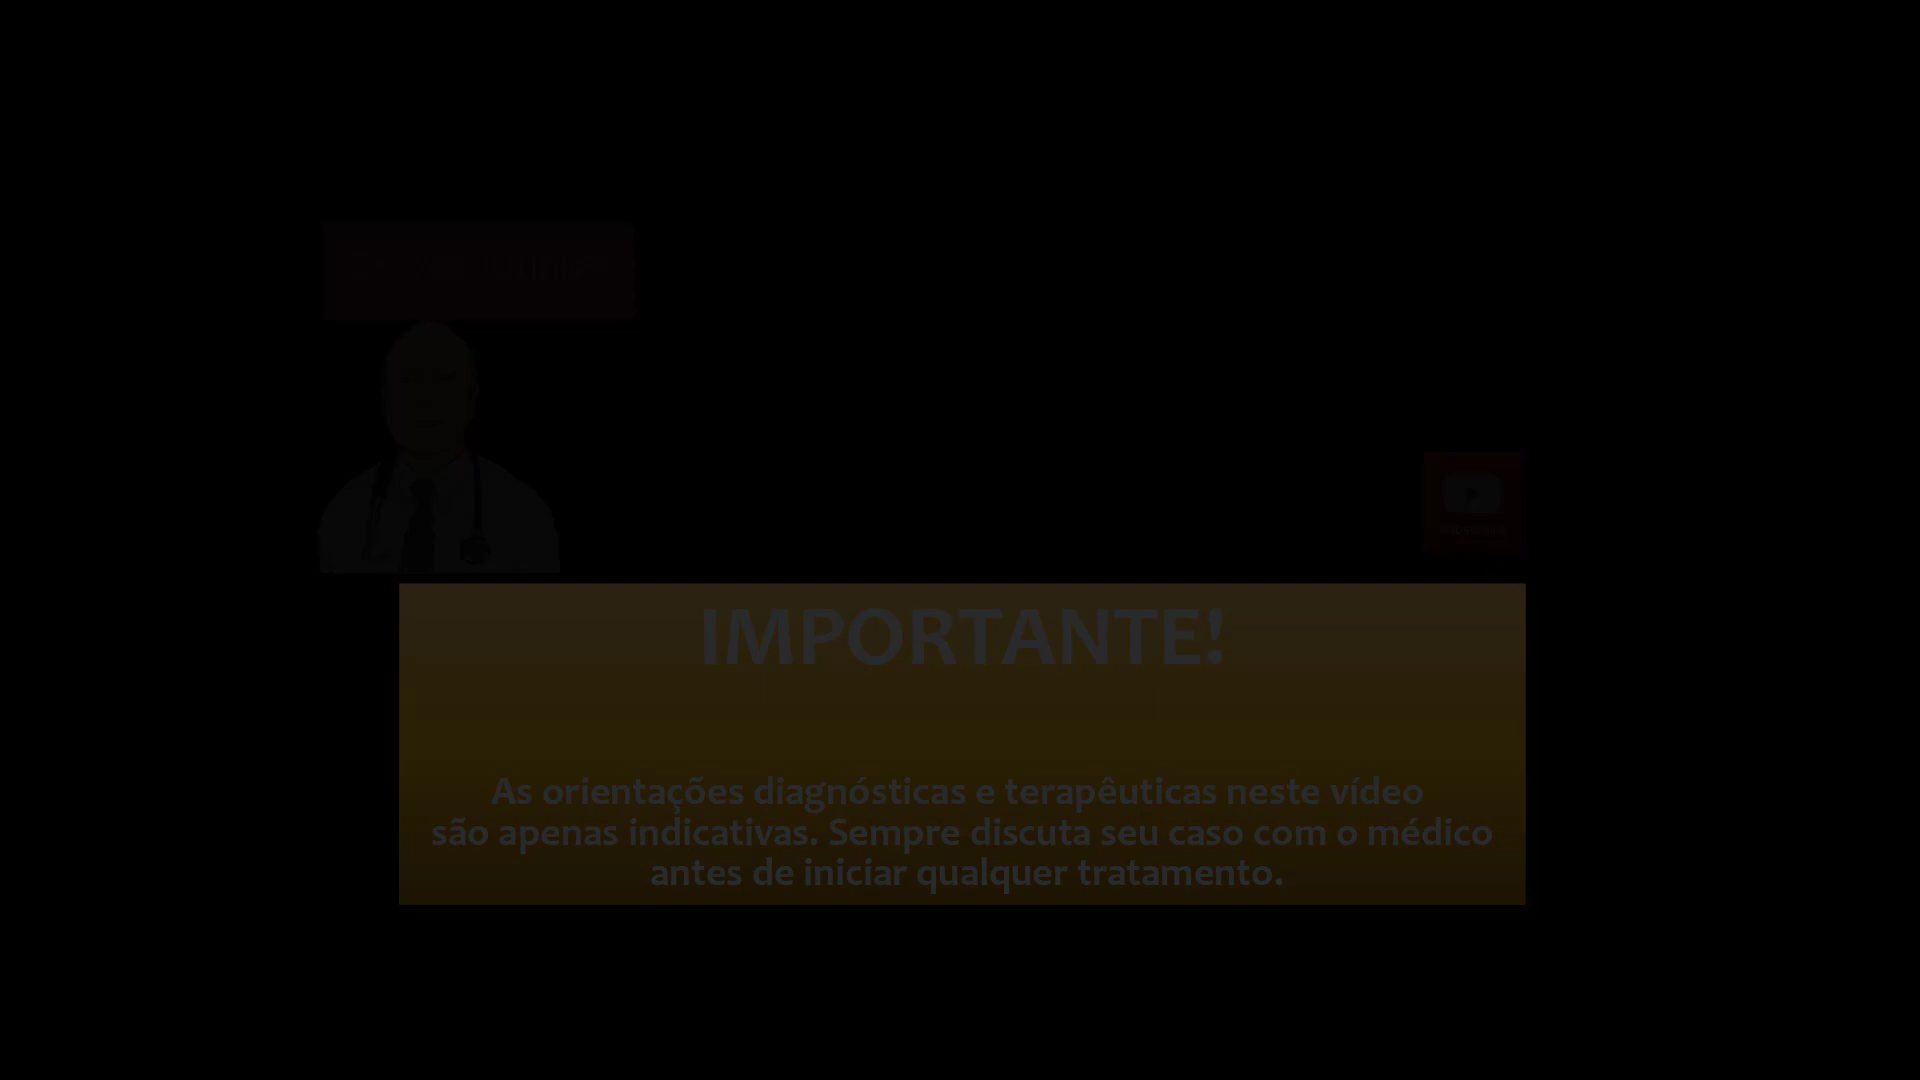 IMPORTANTE!
As orientações diagnósticas e terapêuticas neste vídeo
são apenas indicativas. Sempre discuta seu caso com o médico
antes de iniciar qualquer tratamento.